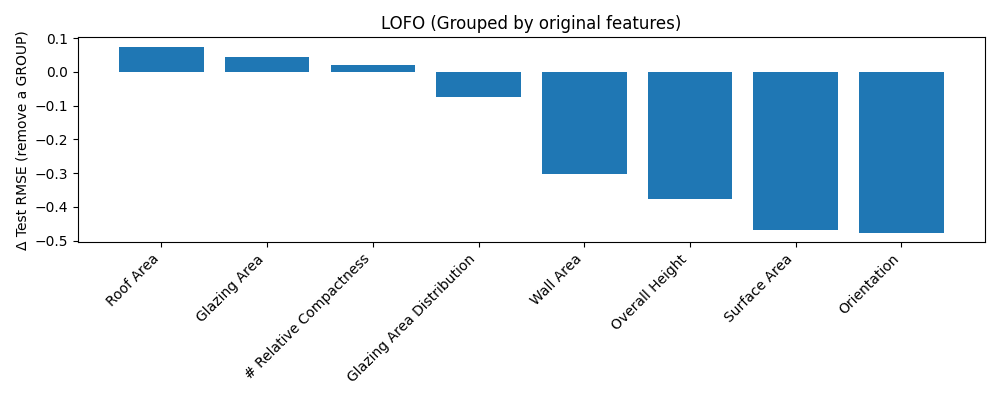 LOFO (Grouped by original features)
Δ Test RMSE (remove a GROUP)
0.1
0.0
−0.1
−0.2
−0.3
−0.4
−0.5
Roof Area
Glazing Area
# Relative Compactness
Glazing Area Distribution
Wall Area
Overall Height
Surface Area
Orientation